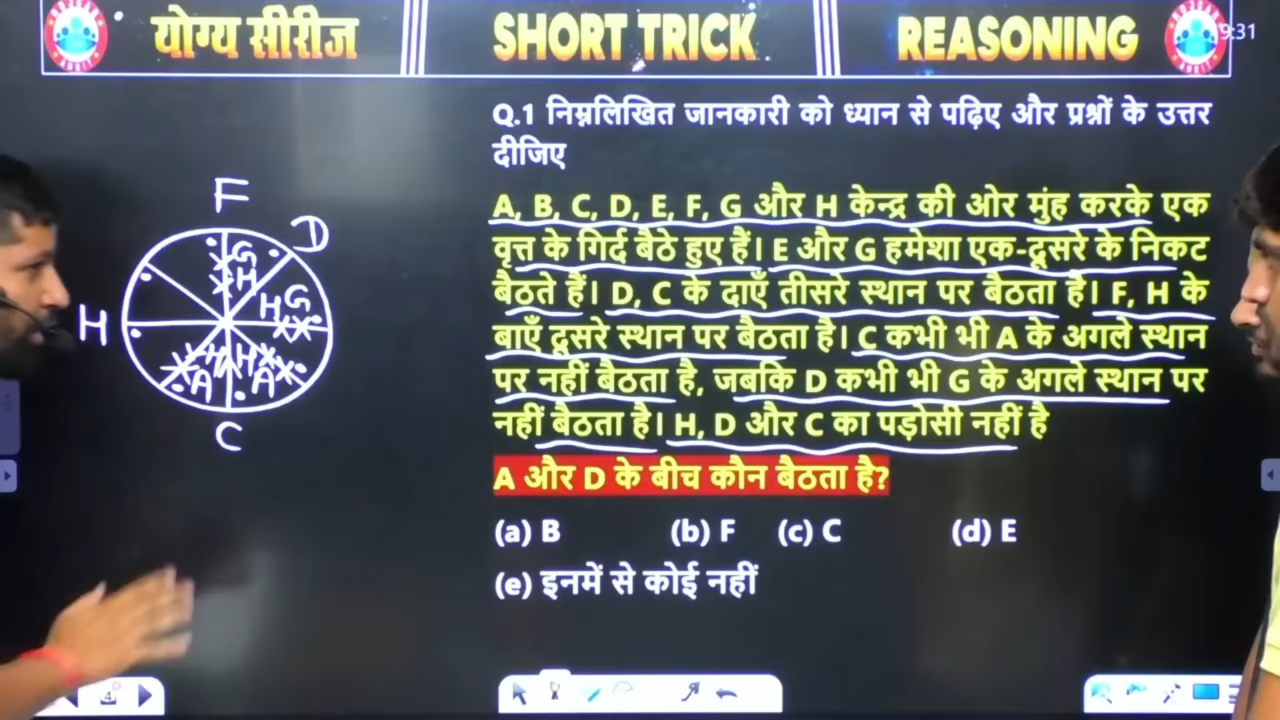 योग्य सीरीज SHORT TRICK REASONING 9:31
Q.1 निम्नलिखित जानकारी को ध्यान से पढ़िए और प्रश्नों के उत्तर
दीजिए
A, B, C, D, E, F, G और H केन्द्र की ओर मुंह करके एक
वृत्त के गिर्द बैठे हुए हैं। E और G हमेशा एक-दूसरे के निकट
बैठते हैं। D, C के दाएँ तीसरे स्थान पर बैठता है। F, H के
बाएँ दूसरे स्थान पर बैठता है। C कभी भी A के अगले स्थान
पर नहीं बैठता है, जबकि D कभी भी G के अगले स्थान पर
नहीं बैठता है। H, D और C का पड़ोसी नहीं है
A और D के बीच कौन बैठता है?
(a) B (b) F (c) C (d) E
(e) इनमें से कोई नहीं
F
D
G
H
H G
H
H H
A A
C